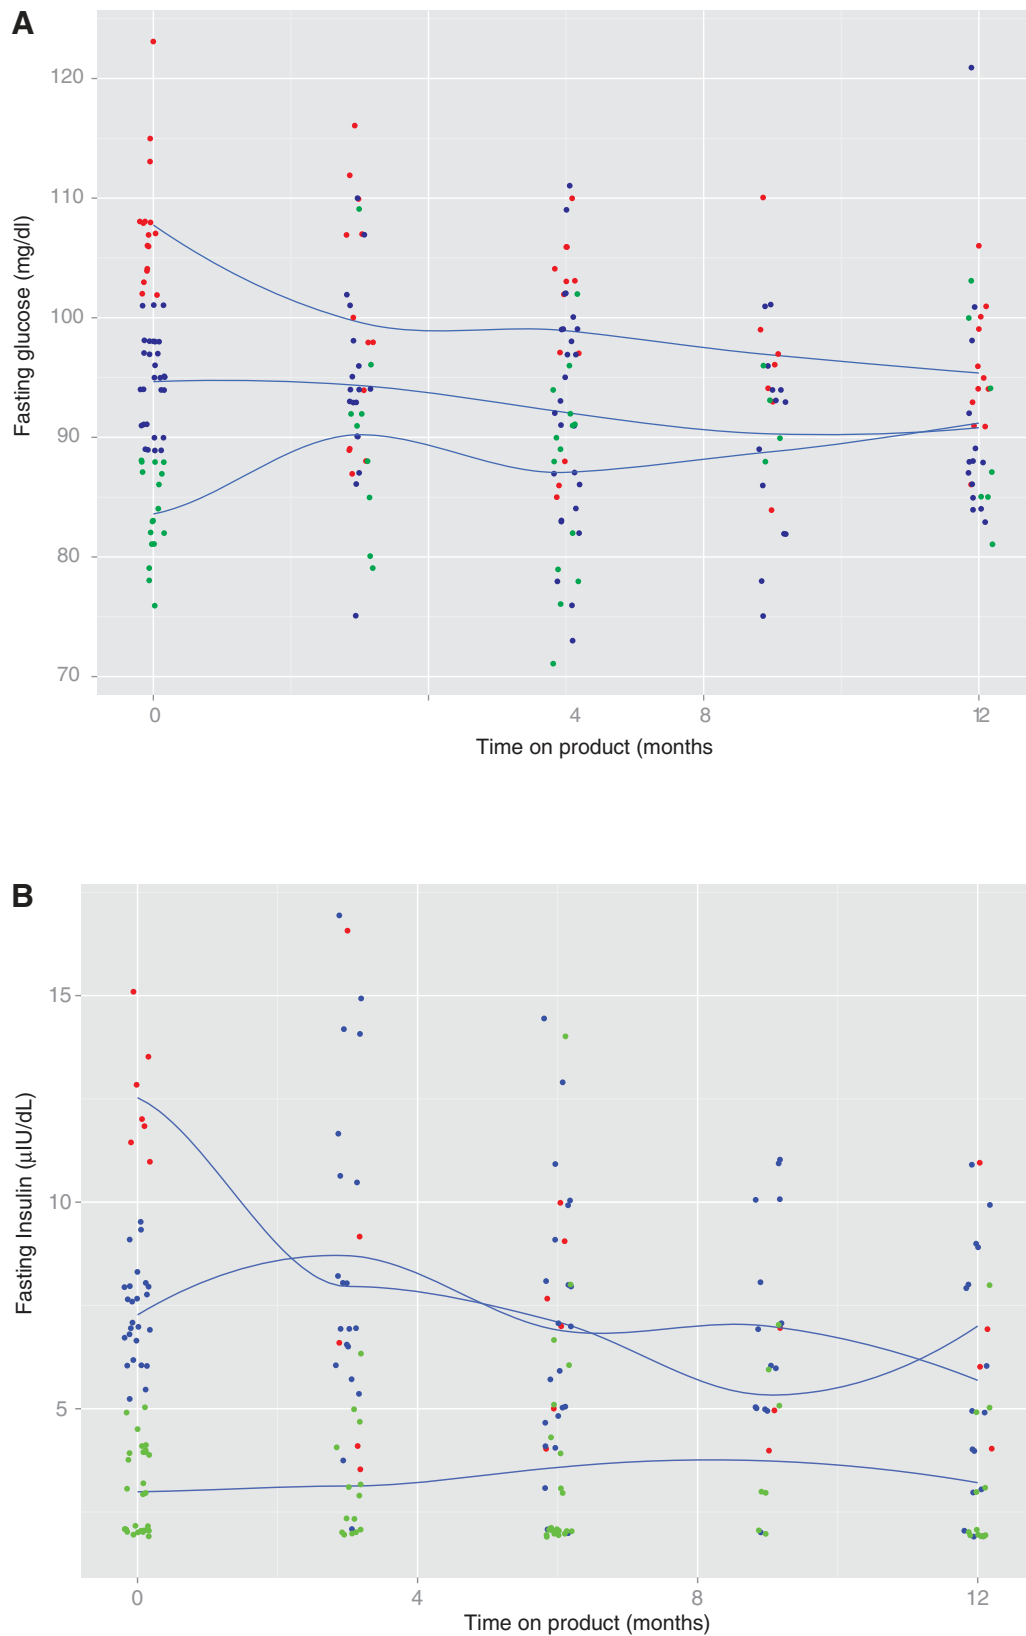 A
Fasting glucose (mg/dl)
120
110
100
90
80
70
0
4
8
12
Time on product (months
B
Fasting Insulin (μIU/dL)
15
10
5
0
4
8
12
Time on product (months)